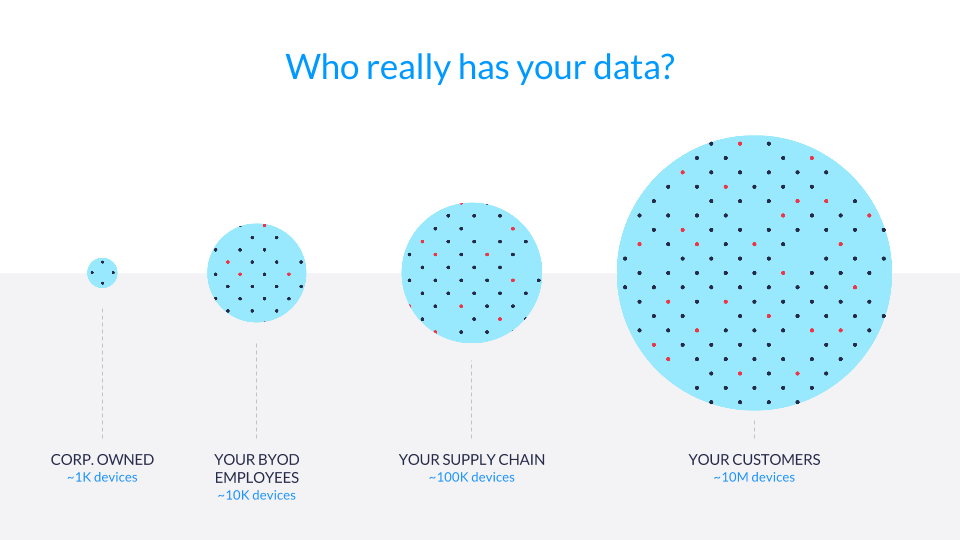 Who really has your data?
CORP. OWNED
~1K devices
YOUR BYOD
EMPLOYEES
~10K devices
YOUR SUPPLY CHAIN
~100K devices
YOUR CUSTOMERS
~10M devices